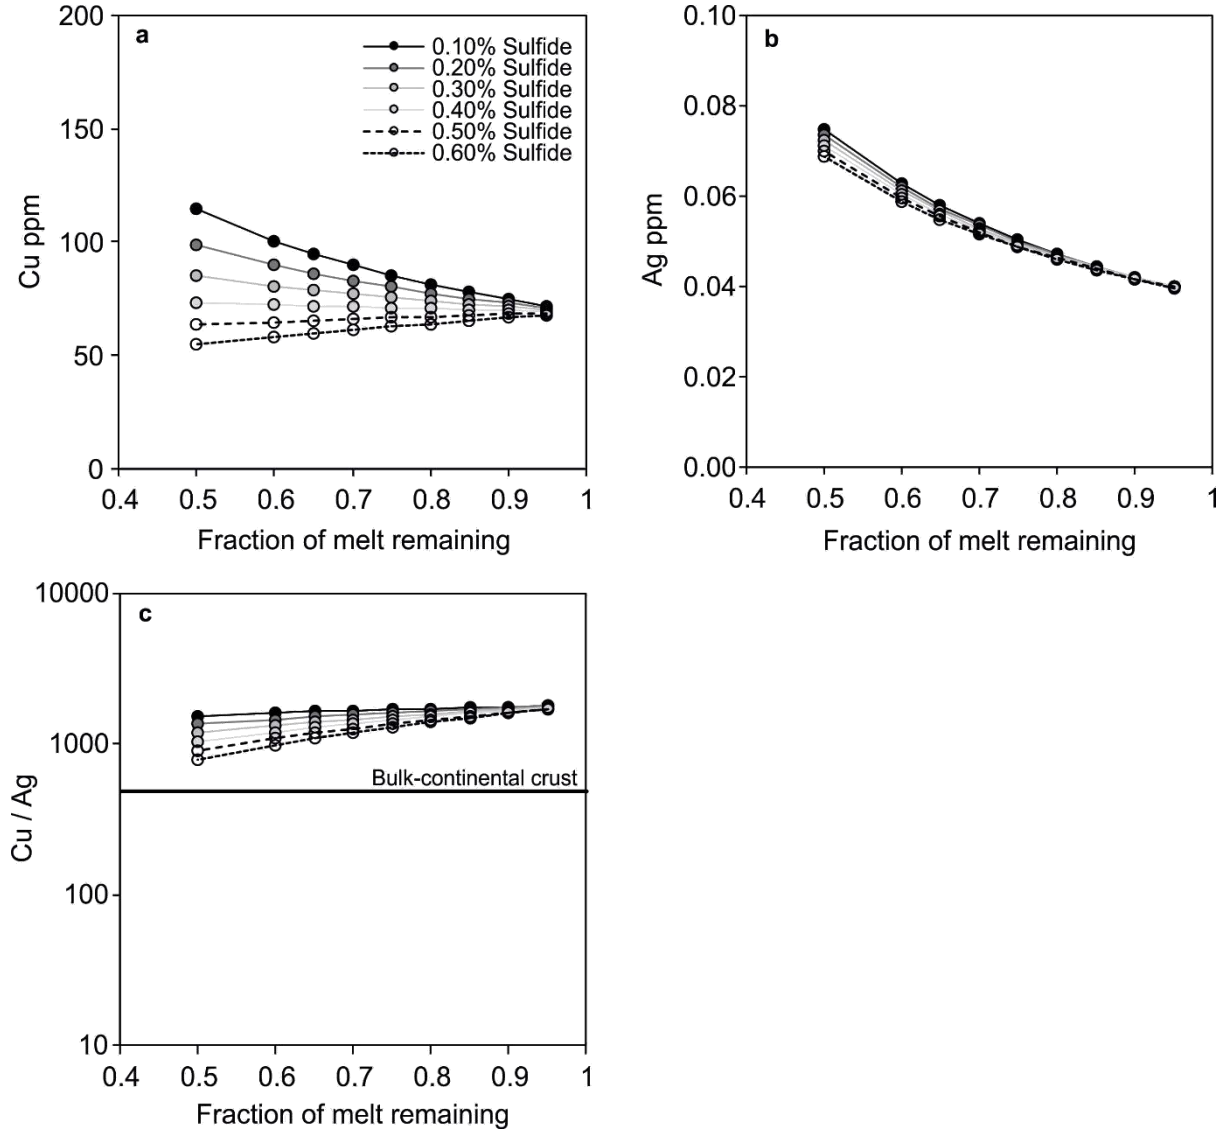 a
200
150
100
50
0
Cu ppm
0.10% Sulfide
0.20% Sulfide
0.30% Sulfide
0.40% Sulfide
0.50% Sulfide
0.60% Sulfide
0.4 0.5 0.6 0.7 0.8 0.9 1
Fraction of melt remaining
b
0.10
0.08
0.06
0.04
0.02
0.00
Ag ppm
0.4 0.5 0.6 0.7 0.8 0.9 1
Fraction of melt remaining
c
10000
1000
100
10
Cu / Ag
Bulk-continental crust
0.4 0.5 0.6 0.7 0.8 0.9 1
Fraction of melt remaining